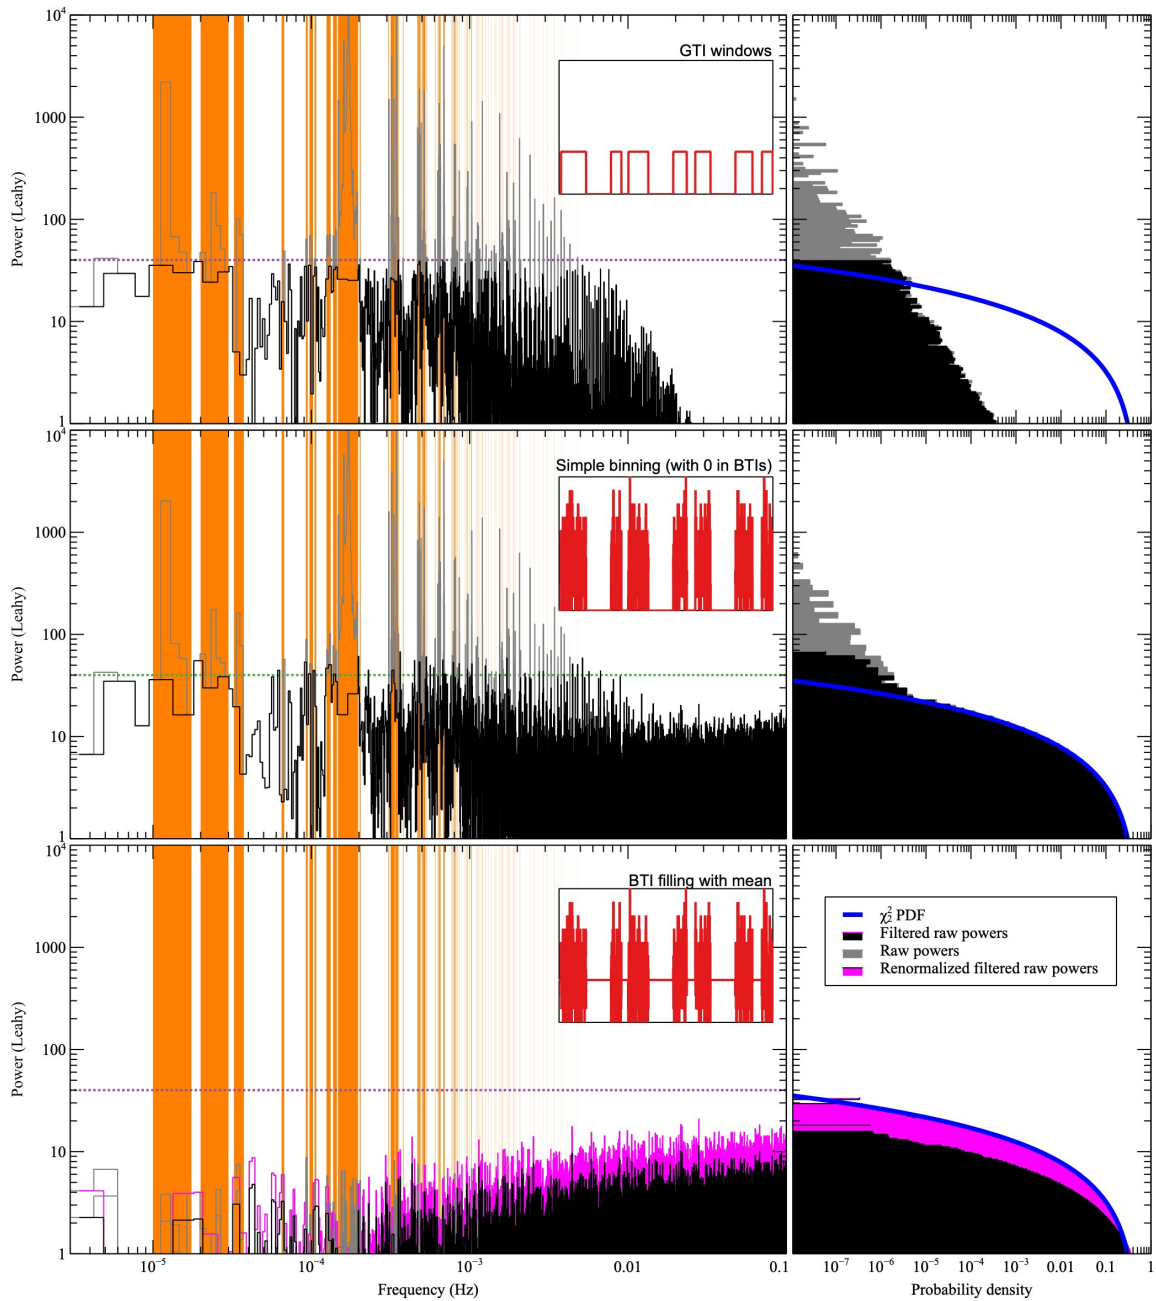 10⁴
1000
100
10
1
Power (Leahy)
GTI windows
10⁴
1000
100
10
1
Power (Leahy)
Simple binning (with 0 in BTIs)
10⁴
1000
100
10
1
Power (Leahy)
BTI filling with mean
χ²₂ PDF
Filtered raw powers
Raw powers
Renormalized filtered raw powers
10⁻⁵ 10⁻⁴ 10⁻³ 0.01 0.1
Frequency (Hz)
10⁻⁷ 10⁻⁶ 10⁻⁵ 10⁻⁴ 10⁻³ 0.01 0.1 1
Probability density